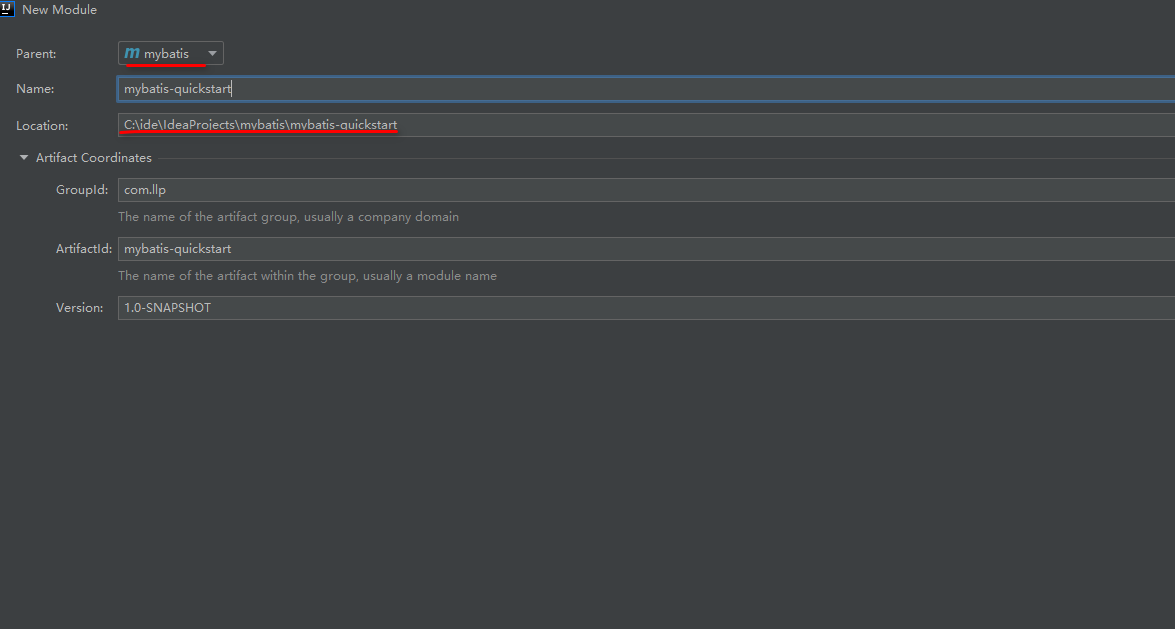 IJ
New Module
Parent: m mybatis
Name: mybatis-quickstart
Location: C:\ide\IdeaProjects\mybatis\mybatis-quickstart
Artifact Coordinates
GroupId: com.llp
The name of the artifact group, usually a company domain
ArtifactId: mybatis-quickstart
The name of the artifact within the group, usually a module name
Version: 1.0-SNAPSHOT